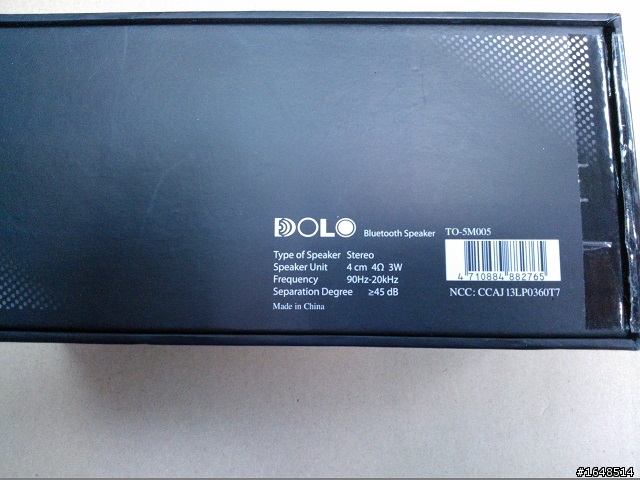 DOLO Bluetooth Speaker TO-5M005
Type of Speaker Stereo
Speaker Unit 4 cm 4Ω 3W
Frequency 90Hz-20kHz
Separation Degree ≥45 dB
Made in China
4 710884 882765
NCC: CCAJ13LP0360T7
#1648514